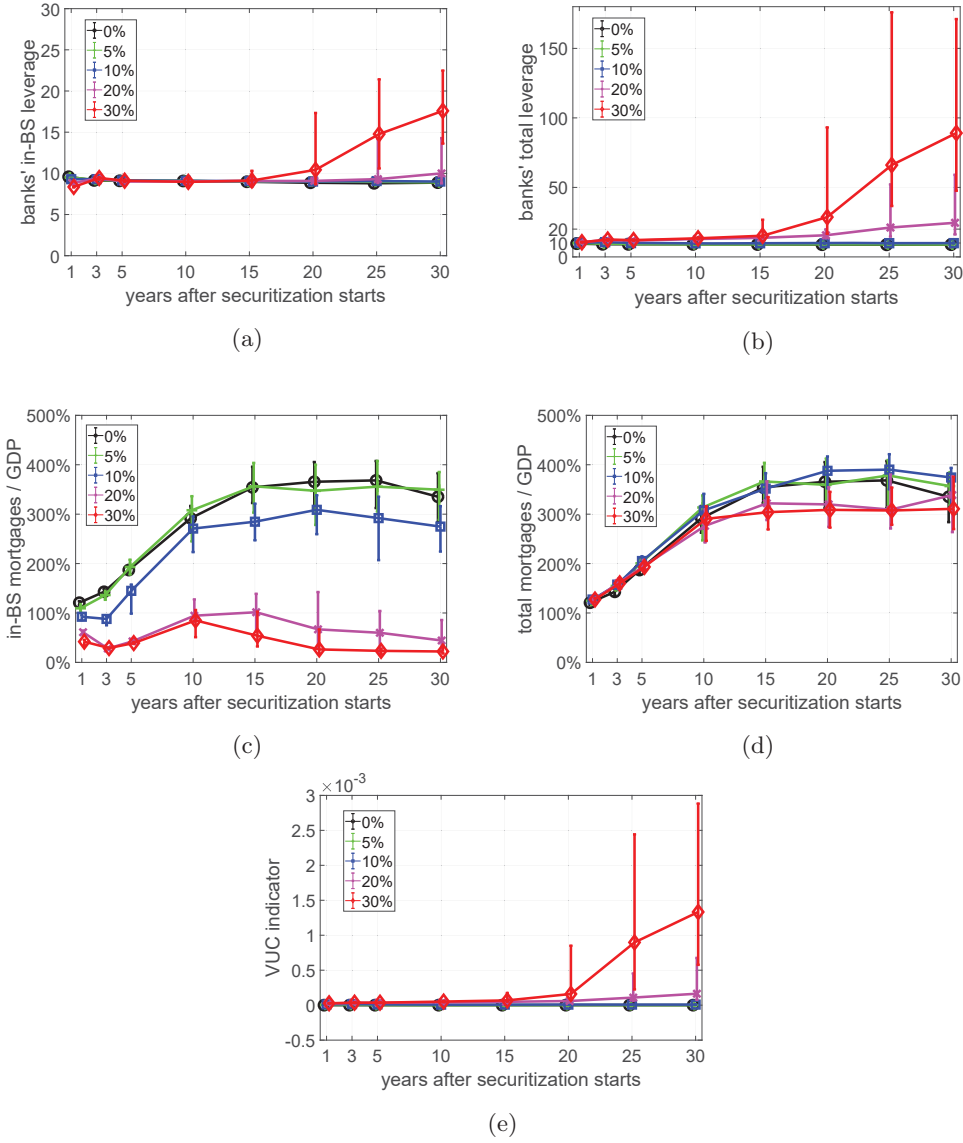 banks' in-BS leverage
30
25
20
15
10
5
0
0%
5%
10%
20%
30%
1 3 5 10 15 20 25 30
years after securitization starts
(a)
banks' total leverage
150
100
50
20
10
0
0%
5%
10%
20%
30%
1 3 5 10 15 20 25 30
years after securitization starts
(b)
in-BS mortgages / GDP
500%
400%
300%
200%
100%
0%
0%
5%
10%
20%
30%
1 3 5 10 15 20 25 30
years after securitization starts
(c)
total mortgages / GDP
500%
400%
300%
200%
100%
0%
0%
5%
10%
20%
30%
1 3 5 10 15 20 25 30
years after securitization starts
(d)
VUC indicator
×10⁻³
3
2.5
2
1.5
1
0.5
0
-0.5
0%
5%
10%
20%
30%
1 3 5 10 15 20 25 30
years after securitization starts
(e)